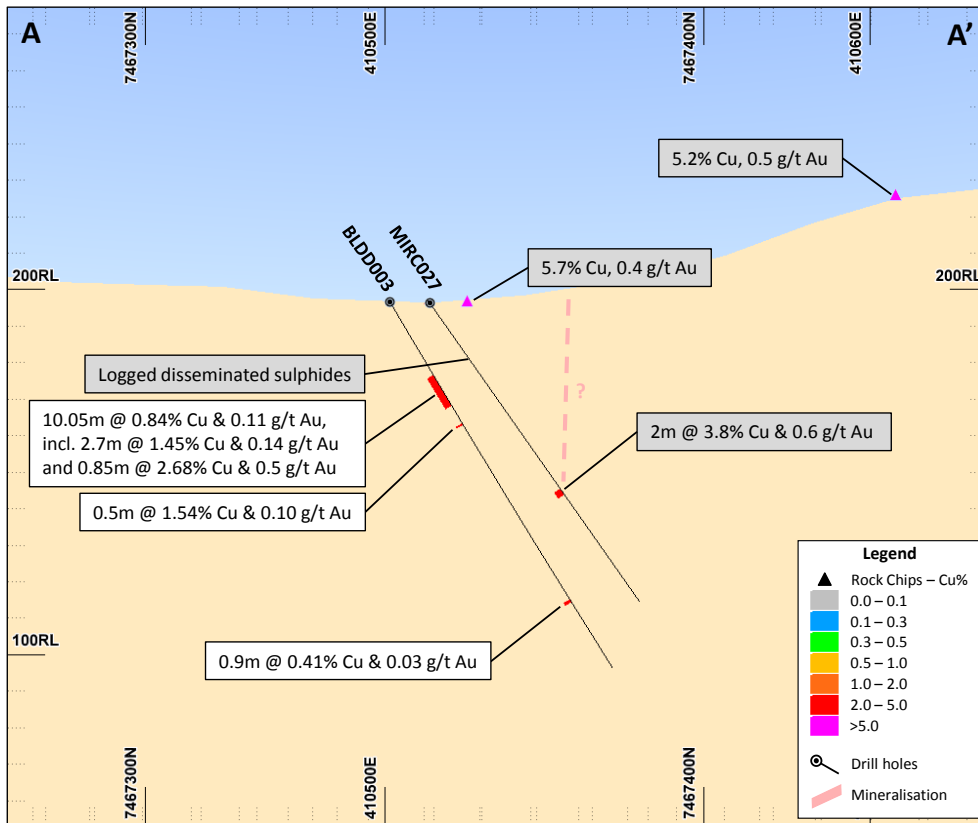 A
A'
7467300N
410500E
7467400N
410600E
5.2% Cu, 0.5 g/t Au
BLDD003
MIRC027
5.7% Cu, 0.4 g/t Au
200RL
200RL
Logged disseminated sulphides
?
10.05m @ 0.84% Cu & 0.11 g/t Au,
incl. 2.7m @ 1.45% Cu & 0.14 g/t Au
and 0.85m @ 2.68% Cu & 0.5 g/t Au
2m @ 3.8% Cu & 0.6 g/t Au
0.5m @ 1.54% Cu & 0.10 g/t Au
100RL
0.9m @ 0.41% Cu & 0.03 g/t Au
Legend
Rock Chips – Cu%
0.0 – 0.1
0.1 – 0.3
0.3 – 0.5
0.5 – 1.0
1.0 – 2.0
2.0 – 5.0
>5.0
Drill holes
Mineralisation
7467300N
410500E
7467400N